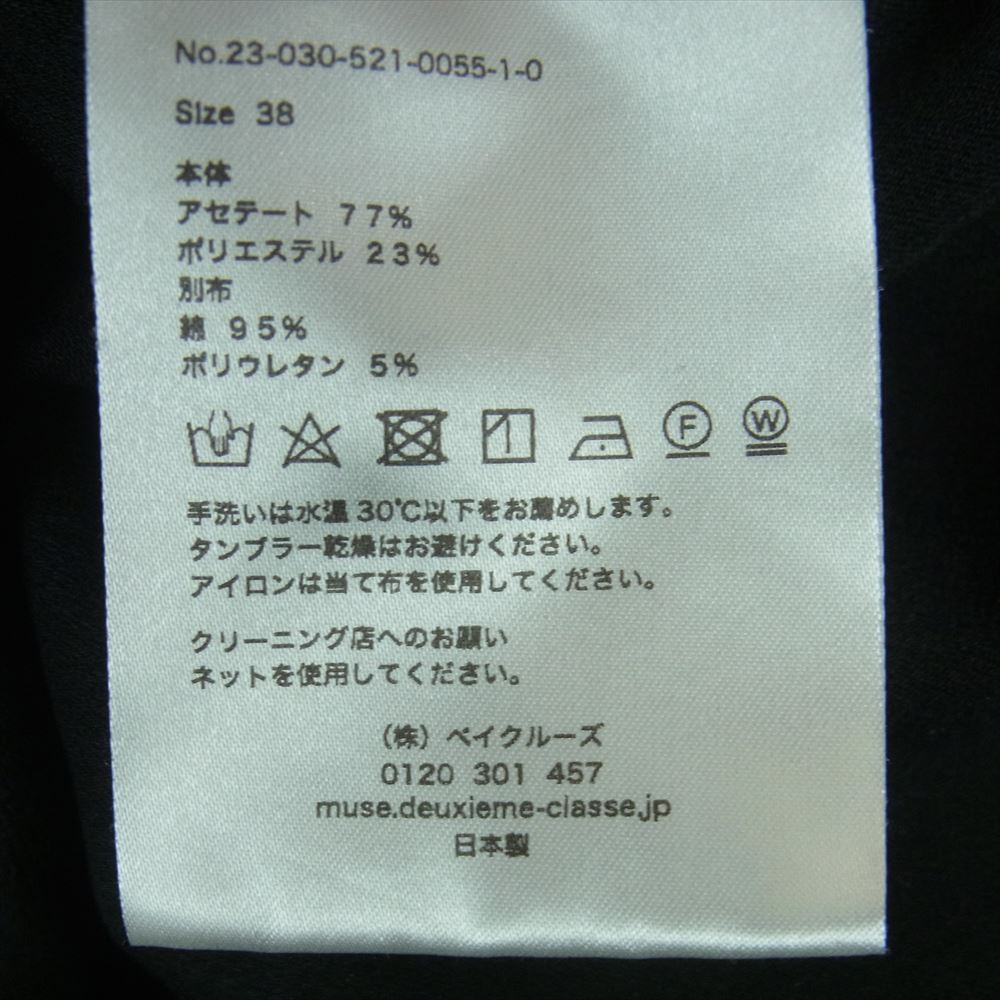 No.23-030-521-0055-1-0
Size 38
本体
アセテート 77%
ポリエステル 23%
別布
綿 95%
ポリウレタン 5%
F W
手洗いは水温30℃以下をお薦めします。
タンブラー乾燥はお避けください。
アイロンは当て布を使用してください。
クリーニング店へのお願い
ネットを使用してください。
（株）ベイクルーズ
0120 301 457
muse.deuxieme-classe.jp
日本製